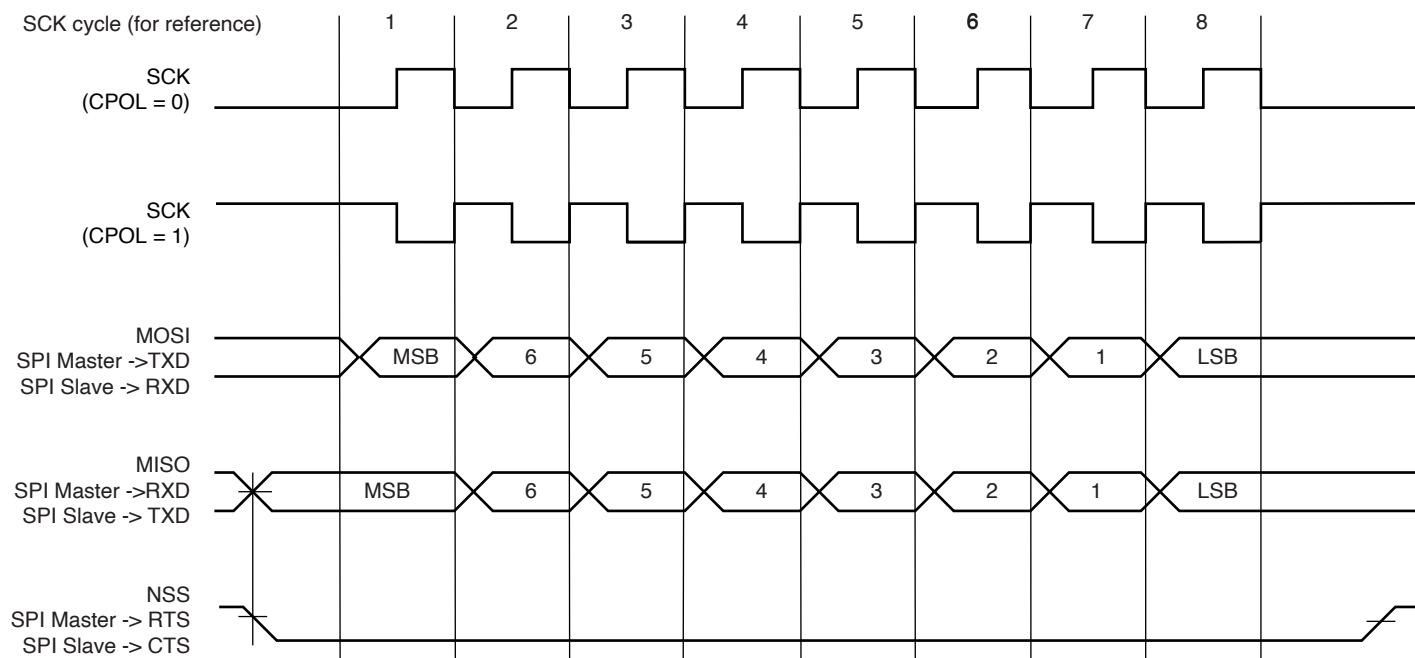 SCK cycle (for reference) 1 2 3 4 5 6 7 8
SCK
(CPOL = 0)
SCK
(CPOL = 1)
MOSI
SPI Master ->TXD
SPI Slave -> RXD
MSB 6 5 4 3 2 1 LSB
MISO
SPI Master ->RXD
SPI Slave -> TXD
MSB 6 5 4 3 2 1 LSB
NSS
SPI Master -> RTS
SPI Slave -> CTS